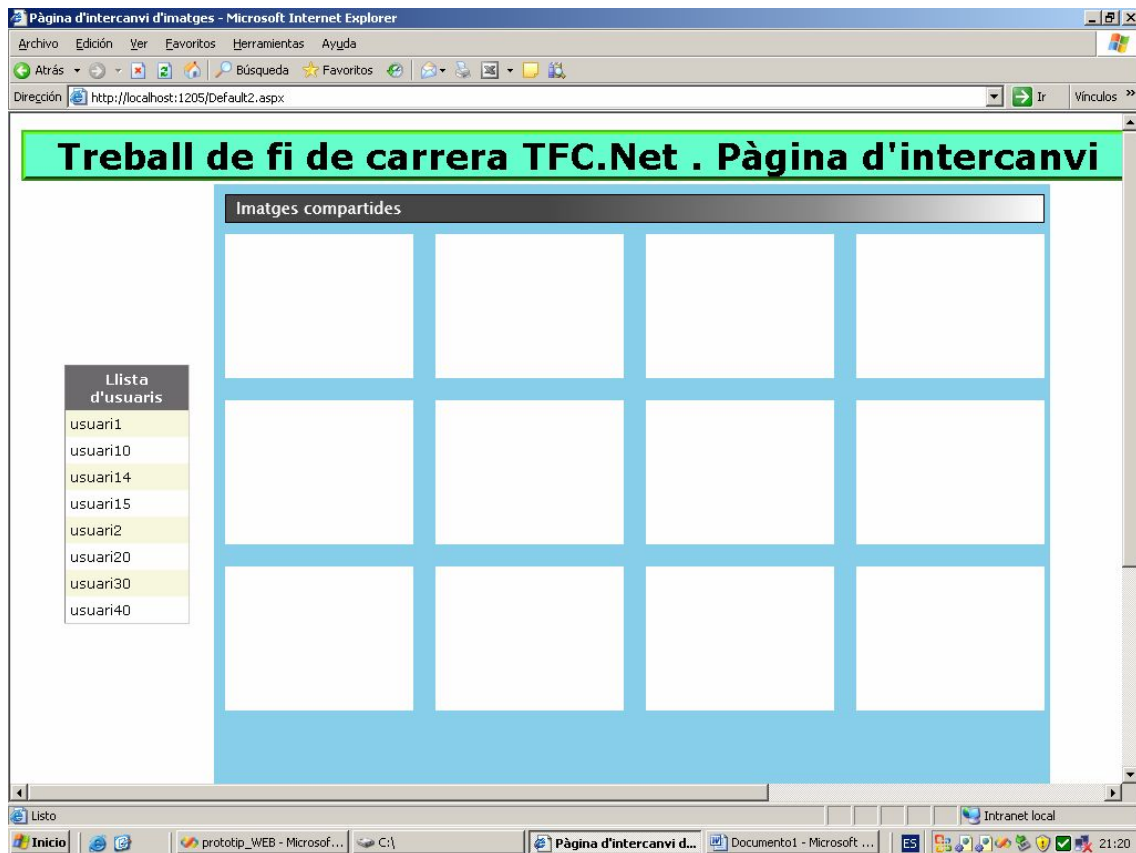 Pàgina d'intercanvi d'imatges - Microsoft Internet Explorer
Archivo Edición Ver Favoritos Herramientas Ayuda
Atrás Búsqueda Favoritos
Dirección http://localhost:1205/Default2.aspx Ir Vínculos »
Treball de fi de carrera TFC.Net . Pàgina d'intercanvi
Imatges compartides
Llista
d'usuaris
usuari1
usuari10
usuari14
usuari15
usuari2
usuari20
usuari30
usuari40
Listo Intranet local
Inicio prototip_WEB - Microsof... C:\ Pàgina d'intercanvi d... Documento1 - Microsoft ... ES 21:20